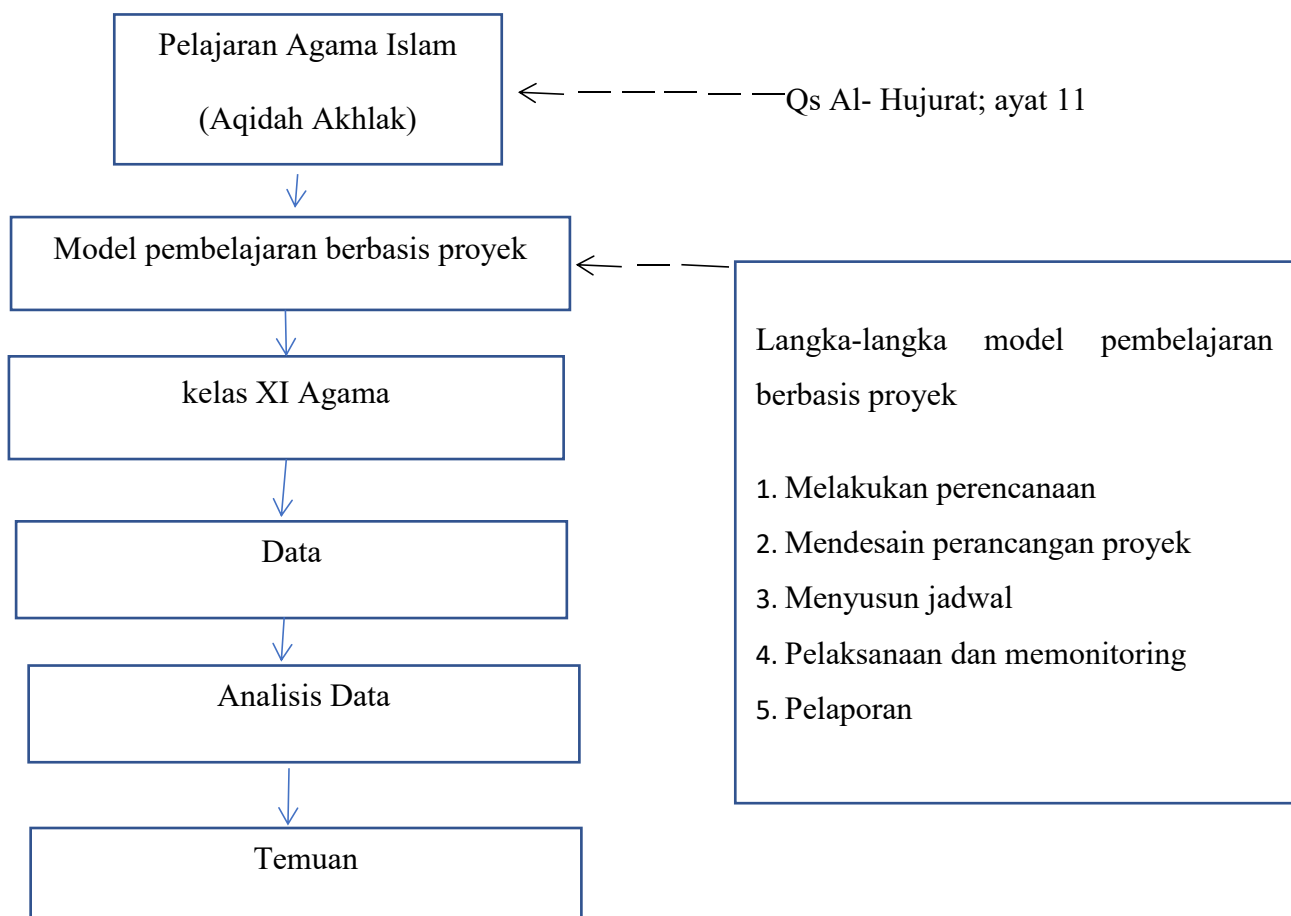 Pelajaran Agama Islam
(Aqidah Akhlak)
Qs Al- Hujurat; ayat 11
Model pembelajaran berbasis proyek
kelas XI Agama
Data
Analisis Data
Temuan
Langka-langka model pembelajaran
berbasis proyek
1. Melakukan perencanaan
2. Mendesain perancangan proyek
3. Menyusun jadwal
4. Pelaksanaan dan memonitoring
5. Pelaporan